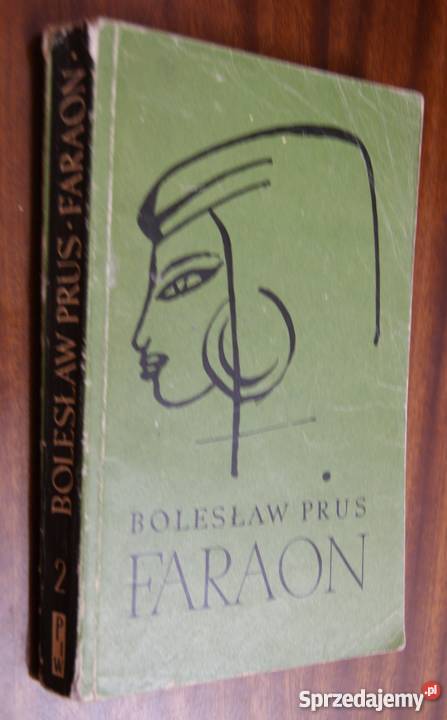 BOLESŁAW PRUS · FARAON ·
2
PIW
BOLESŁAW PRUS
FARAON
Sprzedajemy.pl